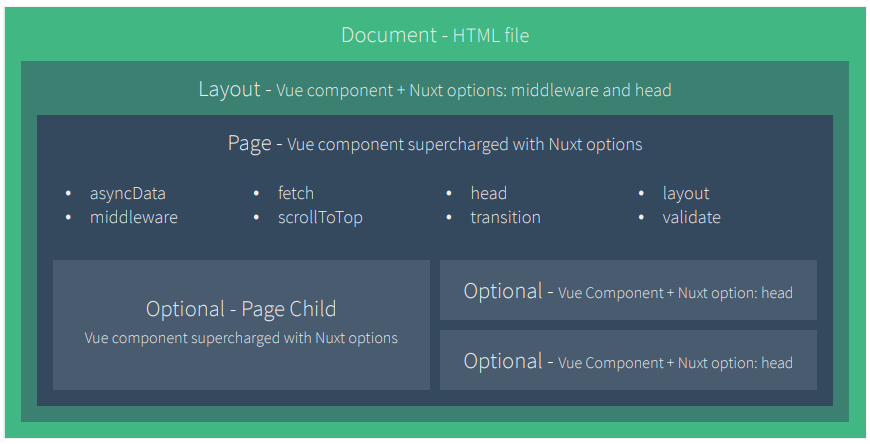 Document - HTML file
Layout - Vue component + Nuxt options: middleware and head
Page - Vue component supercharged with Nuxt options
• asyncData • fetch • head • layout
• middleware • scrollToTop • transition • validate
Optional - Page Child
Vue component supercharged with Nuxt options
Optional - Vue Component + Nuxt option: head
Optional - Vue Component + Nuxt option: head